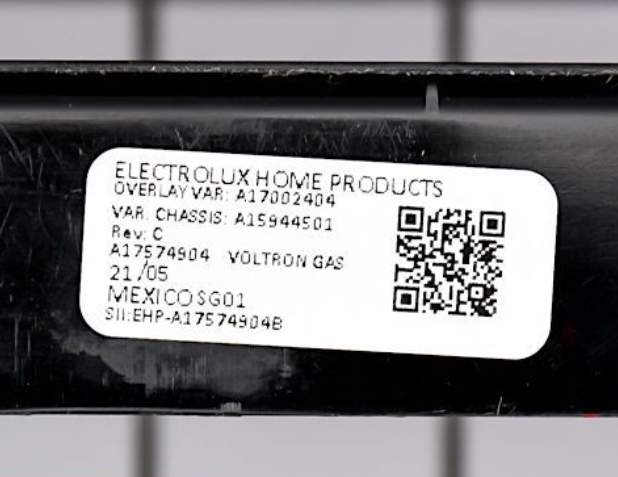 ELECTROLUX HOME PRODUCTS
OVERLAY VAR: A17002404
VAR. CHASSIS: A15944501
Rev: C
A17574904 VOLTRON GAS
21/05
MEXICO SG01
SII:EHP-A17574904B